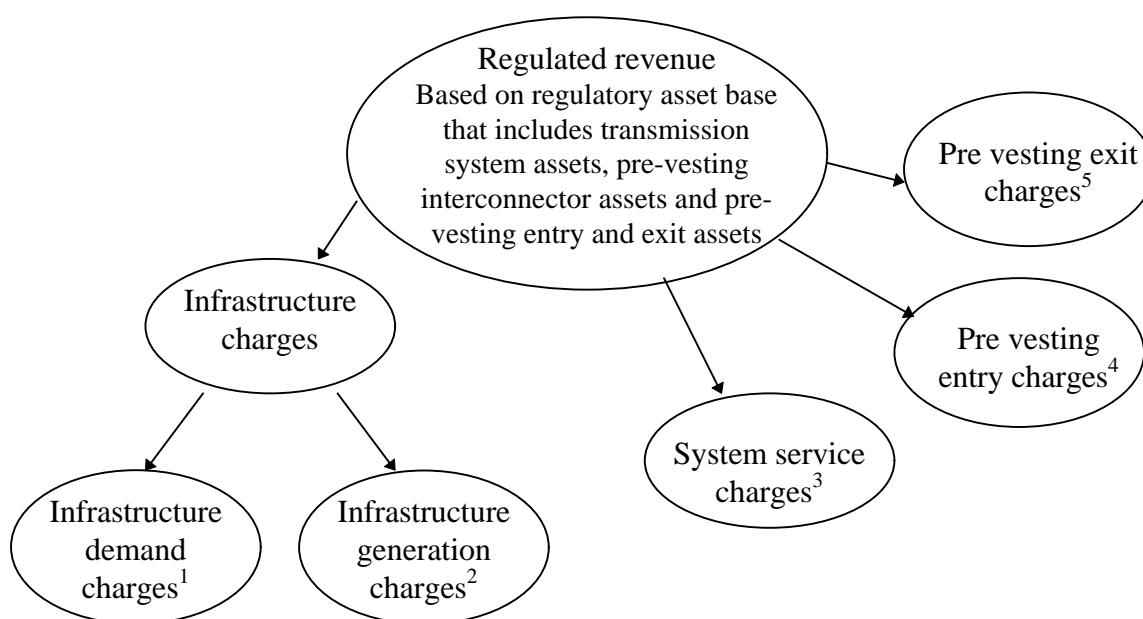 Regulated revenue
Based on regulatory asset base
that includes transmission
system assets, pre-vesting
interconnector assets and pre-
vesting entry and exit assets
Pre vesting exit
charges⁵
Infrastructure
charges
Pre vesting
entry charges⁴
System service
charges³
Infrastructure
demand
charges¹
Infrastructure
generation
charges²